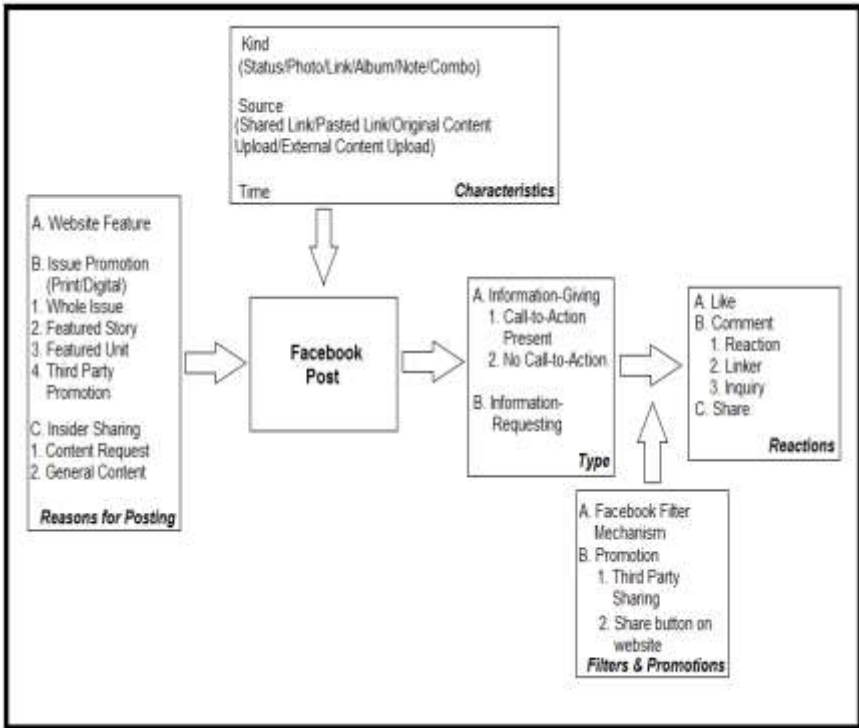 Kind
(Status/Photo/Link/Album/Note/Combo)
Source
(Shared Link/Pasted Link/Original Content
Upload/External Content Upload)
Time
Characteristics
A. Website Feature
B. Issue Promotion
(Print/Digital)
1. Whole Issue
2. Featured Story
3. Featured Unit
4. Third Party
Promotion
C. Insider Sharing
1. Content Request
2. General Content
Reasons for Posting
Facebook
Post
A. Information-Giving
1. Call-to-Action
Present
2. No Call-to-Action
B. Information-
Requesting
Type
A. Like
B. Comment
1. Reaction
2. Linker
3. Inquiry
C. Share
Reactions
A. Facebook Filter
Mechanism
B. Promotion
1. Third Party
Sharing
2. Share button on
website
Filters & Promotions